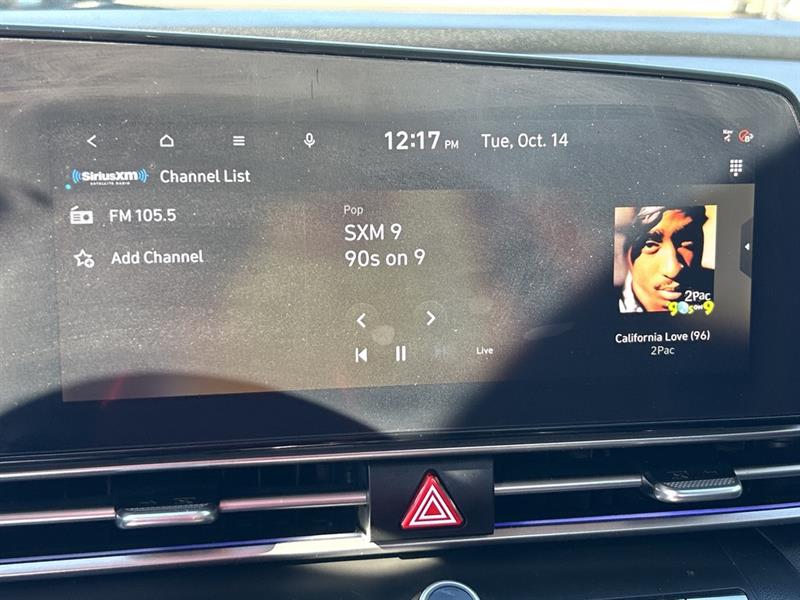 12:17 PM Tue, Oct. 14
SiriusXM Channel List
SATELLITE RADIO
FM 105.5
Add Channel
Pop
SXM 9
90s on 9
Live
2Pac
90s ON 9
California Love (96)
2Pac